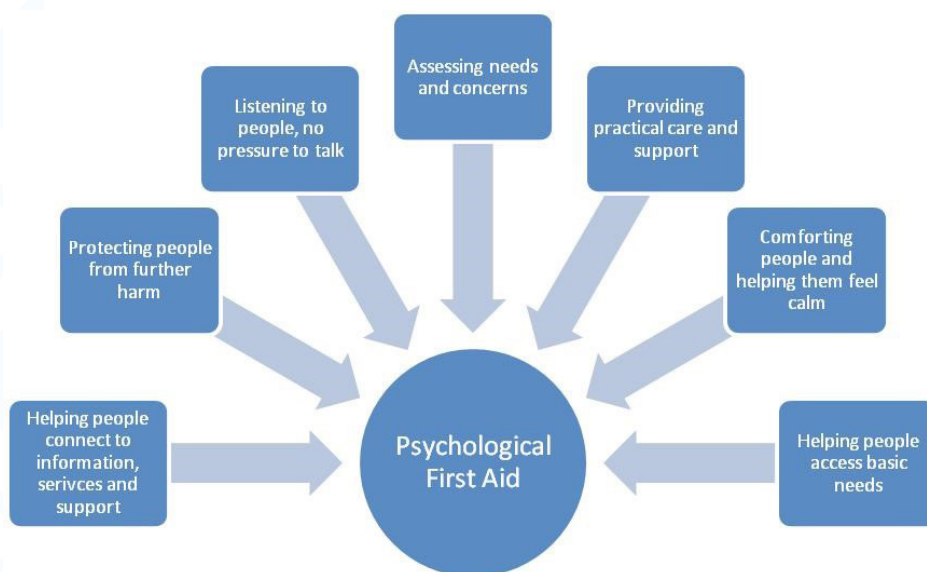 Assessing needs
and concerns
Listening to
people, no
pressure to talk
Providing
practical care and
support
Protecting people
from further
harm
Comforting
people and
helping them feel
calm
Helping people
connect to
information,
serivces and
support
Psychological
First Aid
Helping people
access basic
needs